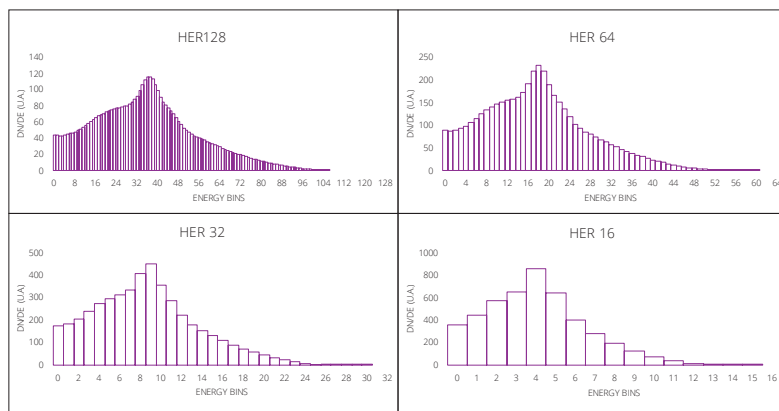 HER128
140
120
100
80
60
40
20
0
DN/DE (U.A.)
0 8 16 24 32 40 48 56 64 72 80 88 96 104 112 120 128
ENERGY BINS
HER 64
250
200
150
100
50
0
DN/DE (U.A.)
0 4 8 12 16 20 24 28 32 36 40 44 48 52 56 60 64
ENERGY BINS
HER 32
500
400
300
200
100
0
DN/DE (U.A.)
0 2 4 6 8 10 12 14 16 18 20 22 24 26 28 30 32
ENERGY BINS
HER 16
1000
800
600
400
200
0
DN/DE (U.A.)
0 1 2 3 4 5 6 7 8 9 10 11 12 13 14 15 16
ENERGY BINS